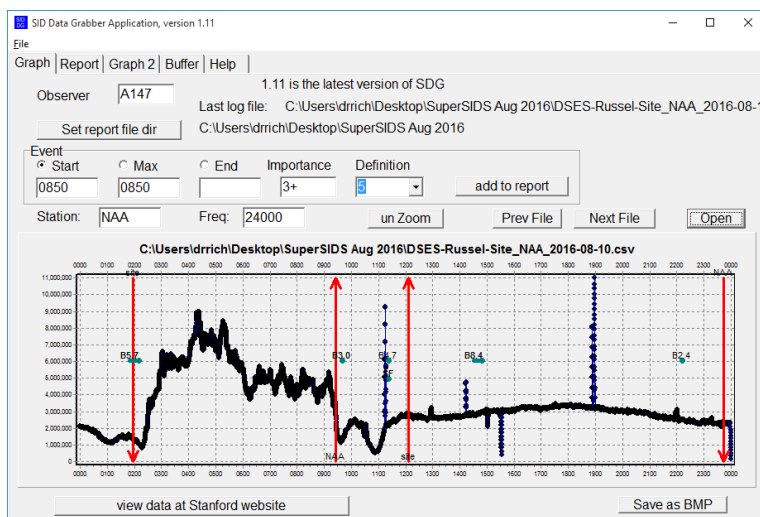 SID Data Grabber Application, version 1.11
File
Graph Report Graph 2 Buffer Help
Observer A147 1.11 is the latest version of SDG
Last log file: C:\Users\drrich\Desktop\SuperSIDS Aug 2016\DSES-Russel-Site_NAA_2016-08-1
Set report file dir C:\Users\drrich\Desktop\SuperSIDS Aug 2016
Event
Start Max End Importance Definition
0850 0850 3+ 5 add to report
Station: NAA Freq: 24000 un Zoom Prev File Next File Open
C:\Users\drrich\Desktop\SuperSIDS Aug 2016\DSES-Russel-Site_NAA_2016-08-10.csv
0000 0100 0200 0300 0400 0500 0600 0700 0800 0900 1000 1100 1200 1300 1400 1500 1600 1700 1800 1900 2000 2100 2200 2300 0000
site NAA
11,000,000
10,000,000
9,000,000
8,000,000
7,000,000
6,000,000
B5.7 B3.0 B8.4 B2.4
5,000,000
F
4,000,000
3,000,000
2,000,000
1,000,000
NAA site
0
0000 0100 0200 0300 0400 0500 0600 0700 0800 0900 1000 1100 1200 1300 1400 1500 1600 1700 1800 1900 2000 2100 2200 2300 0000
view data at Stanford website Save as BMP